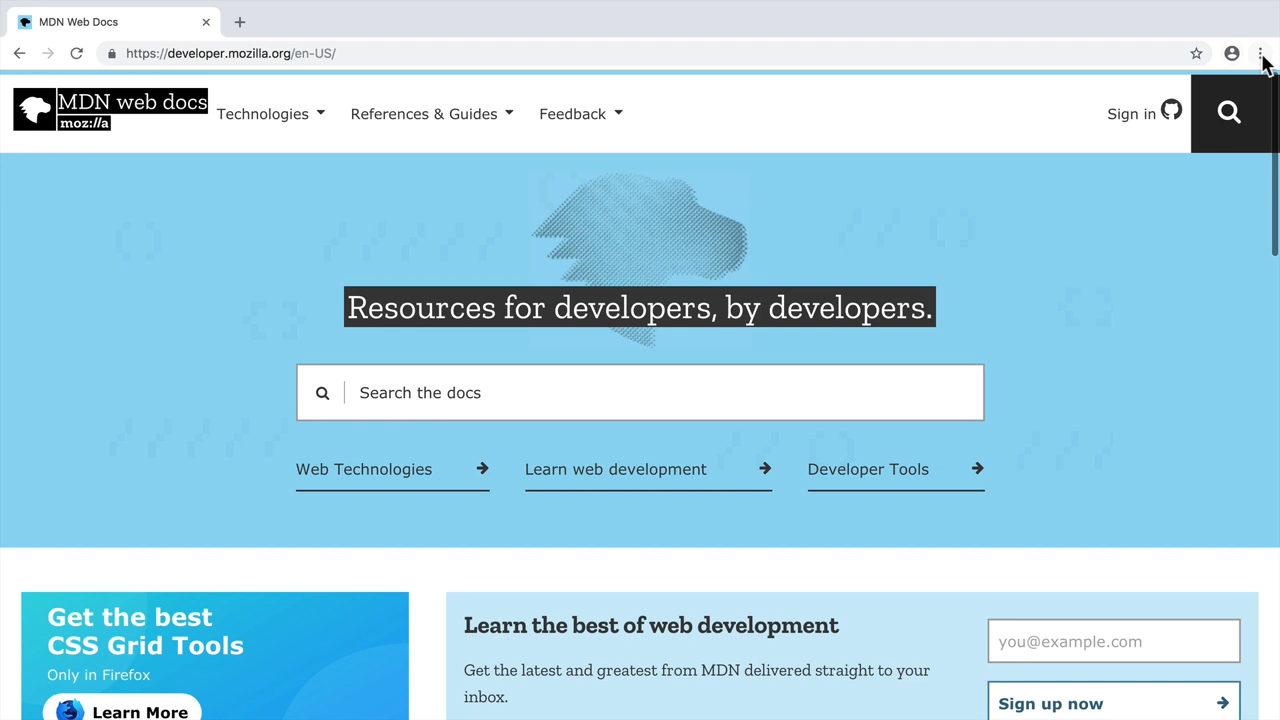 MDN Web Docs
https://developer.mozilla.org/en-US/
MDN web docs
moz://a
Technologies
References & Guides
Feedback
Sign in
Resources for developers, by developers.
Search the docs
Web Technologies
Learn web development
Developer Tools
Get the best
CSS Grid Tools
Only in Firefox
Learn More
Learn the best of web development
Get the latest and greatest from MDN delivered straight to your
inbox.
you@example.com
Sign up now